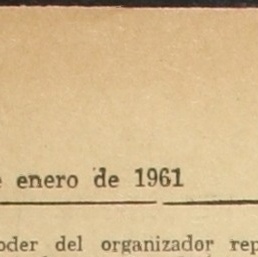 e enero de 1961
oder del organizador rep